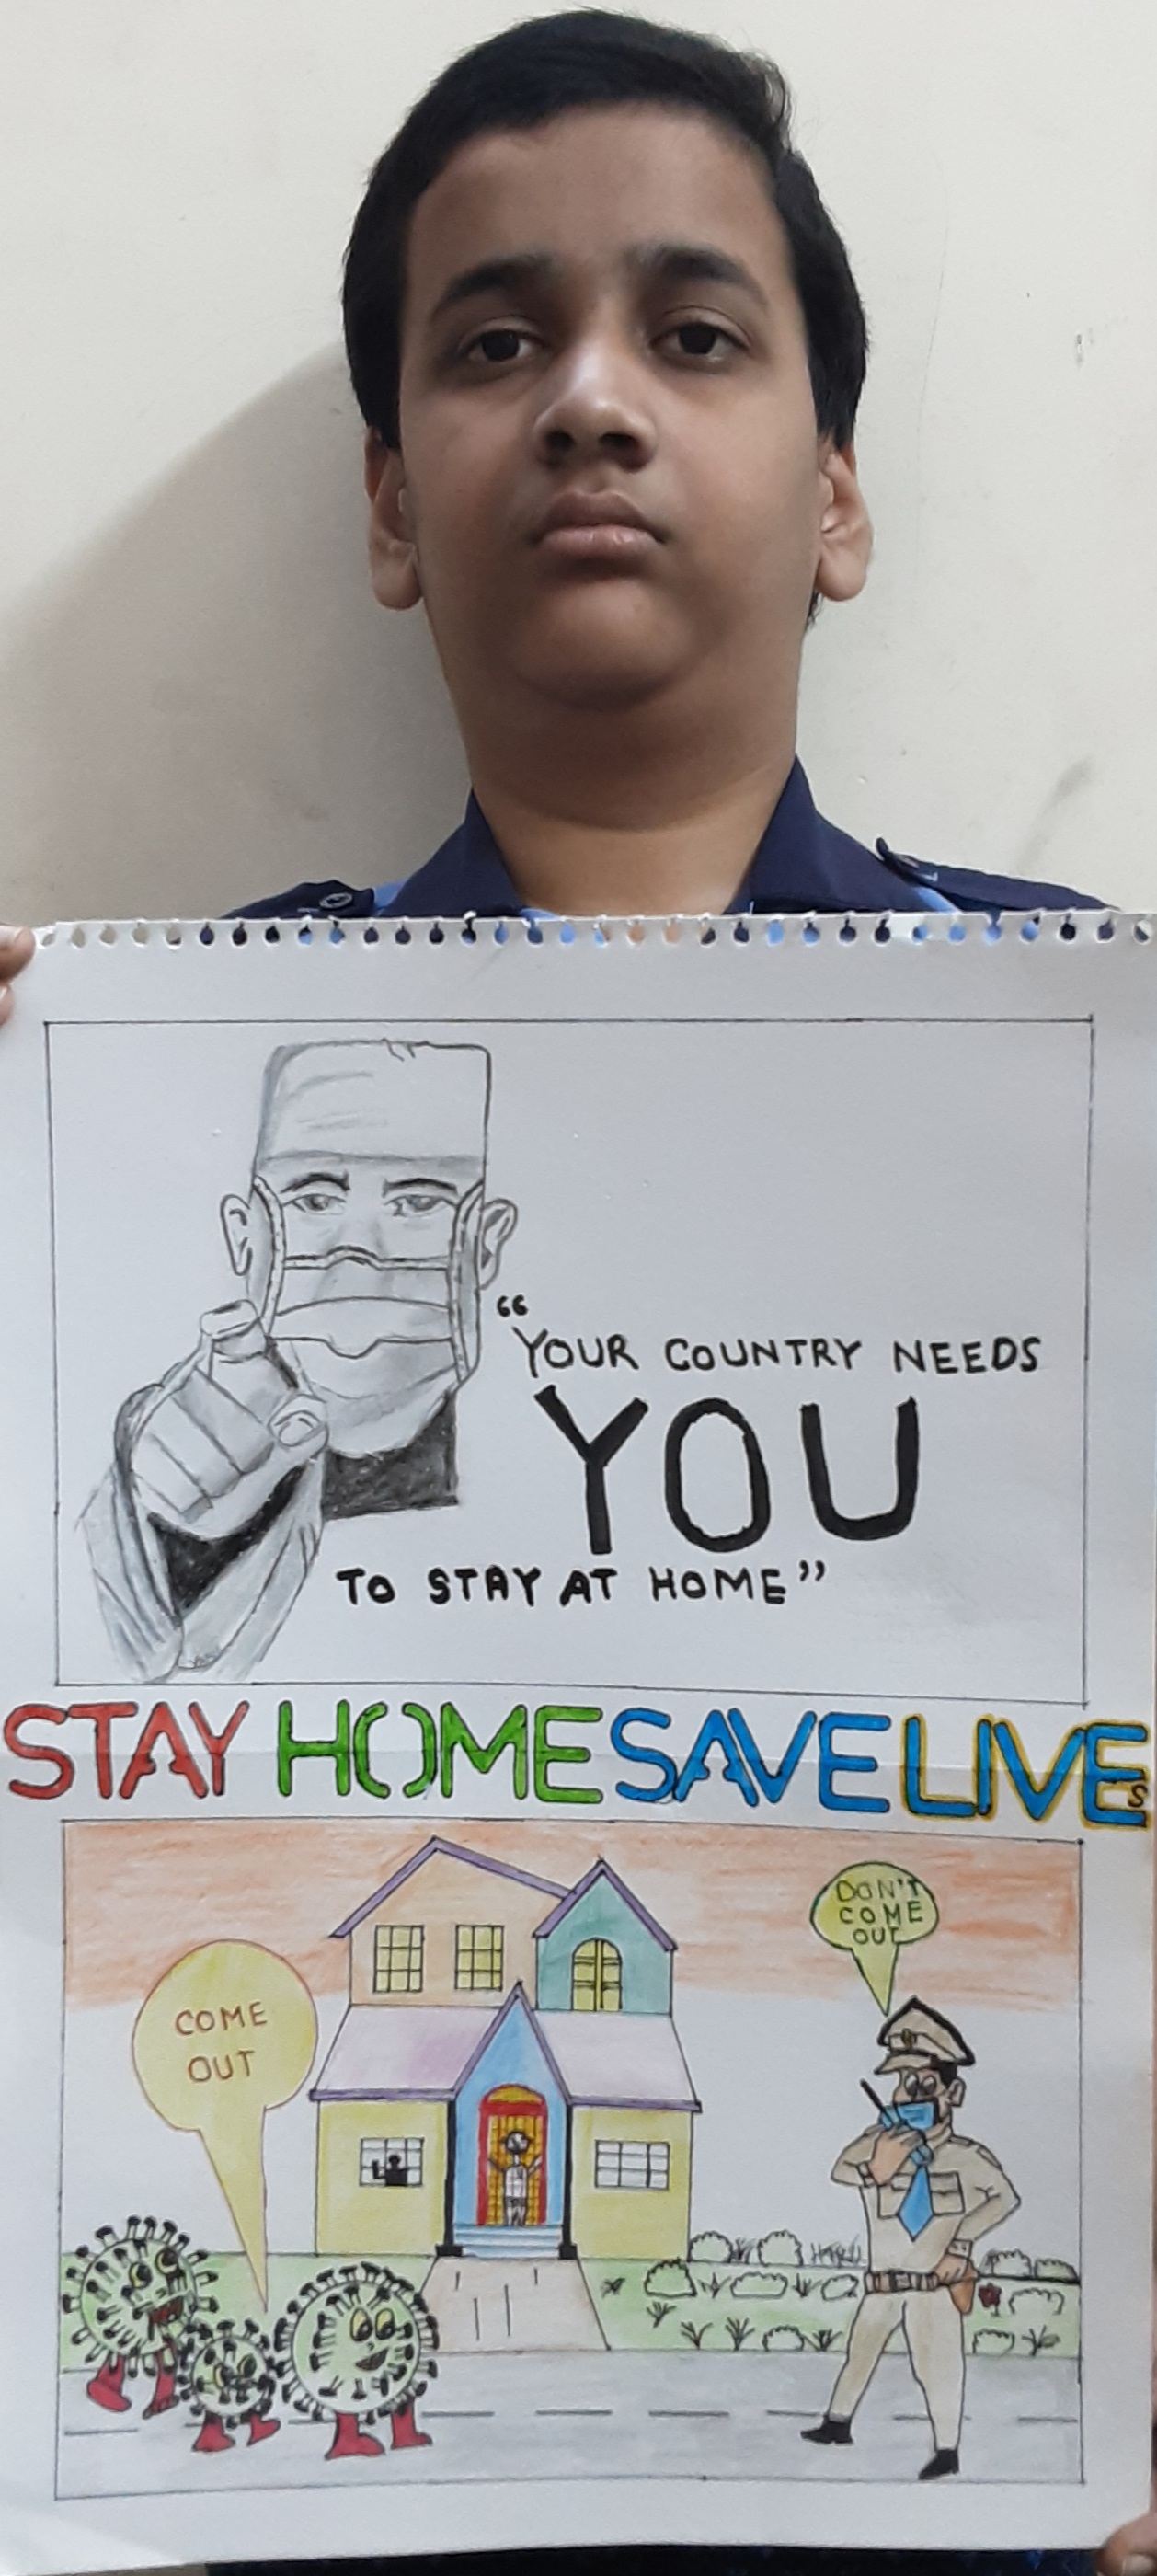 “
YOUR COUNTRY NEEDS
YOU
TO STAY AT HOME”
STAY HOME SAVE LIVES
DON'T
COME
OUT
COME
OUT